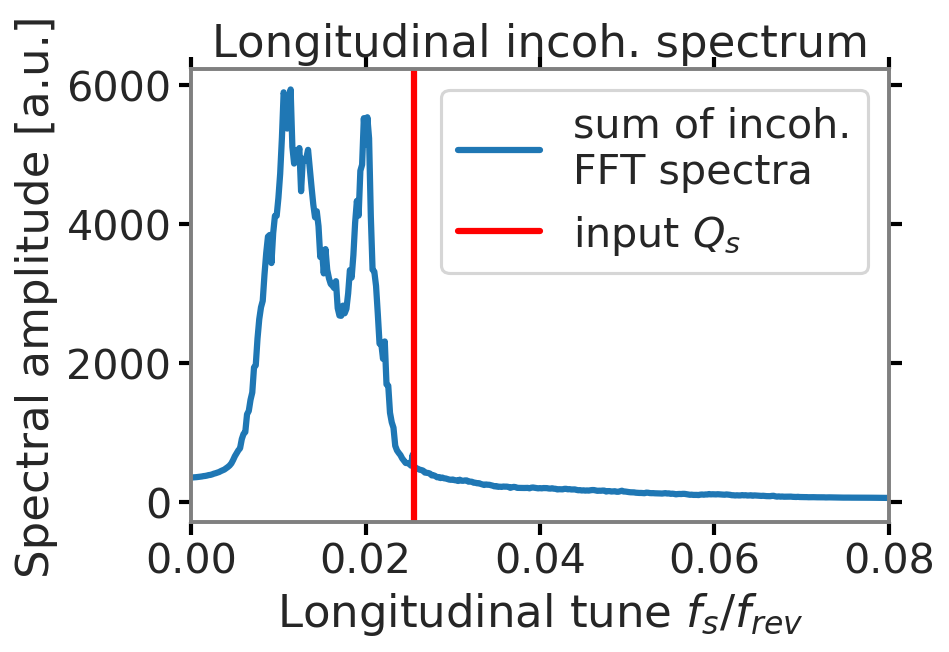 Longitudinal incoh. spectrum
Spectral amplitude [a.u.]
6000
4000
2000
0
sum of incoh.
FFT spectra
input Qₛ
0.00 0.02 0.04 0.06 0.08
Longitudinal tune fₛ/f_rev